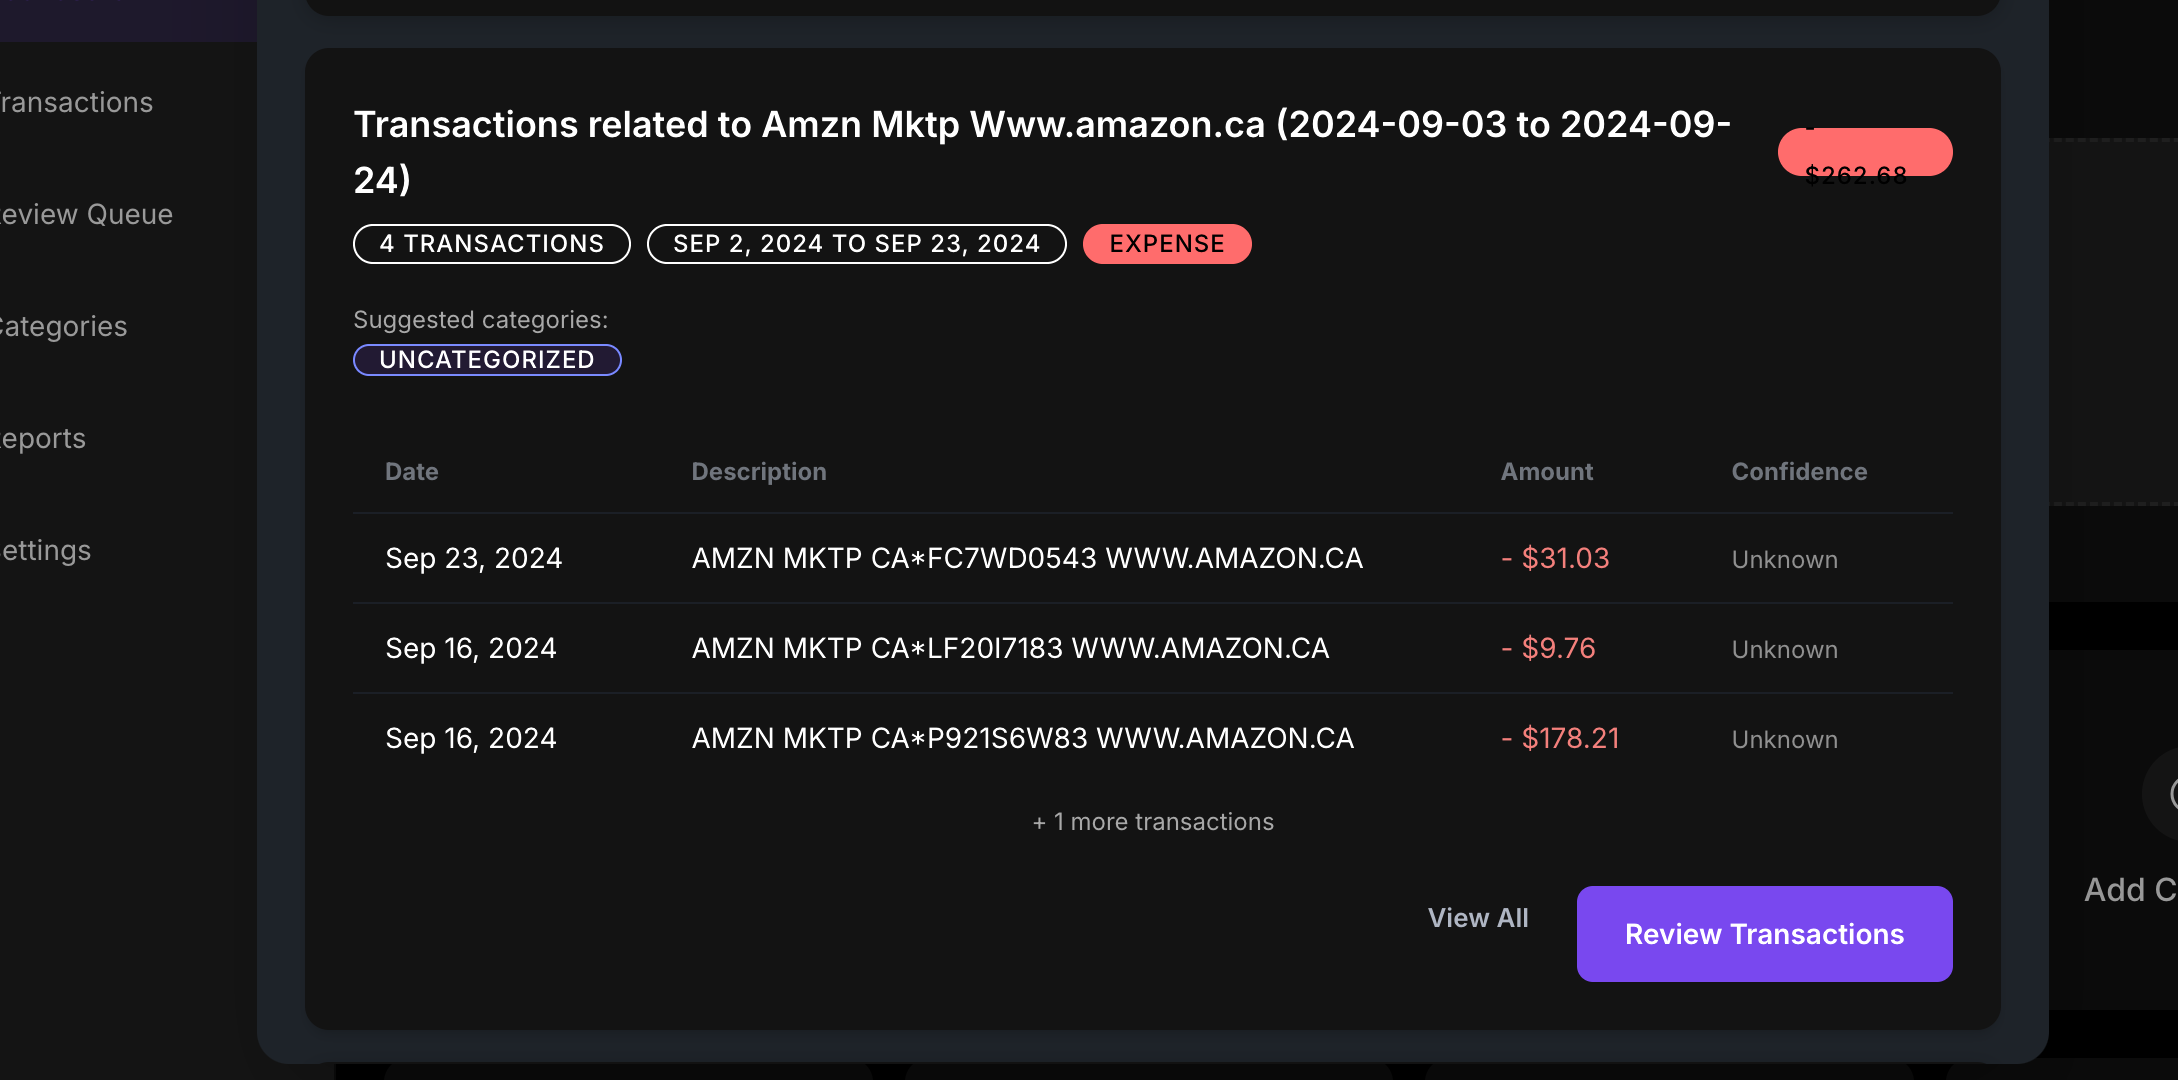 ransactions
eview Queue
ategories
eports
ettings
Transactions related to Amzn Mktp Www.amazon.ca (2024-09-03 to 2024-09-
24)
-
$262.68
4 TRANSACTIONS
SEP 2, 2024 TO SEP 23, 2024
EXPENSE
Suggested categories:
UNCATEGORIZED
Date Description Amount Confidence
Sep 23, 2024 AMZN MKTP CA*FC7WD0543 WWW.AMAZON.CA - $31.03 Unknown
Sep 16, 2024 AMZN MKTP CA*LF20I7183 WWW.AMAZON.CA - $9.76 Unknown
Sep 16, 2024 AMZN MKTP CA*P921S6W83 WWW.AMAZON.CA - $178.21 Unknown
+ 1 more transactions
View All
Review Transactions
Add C